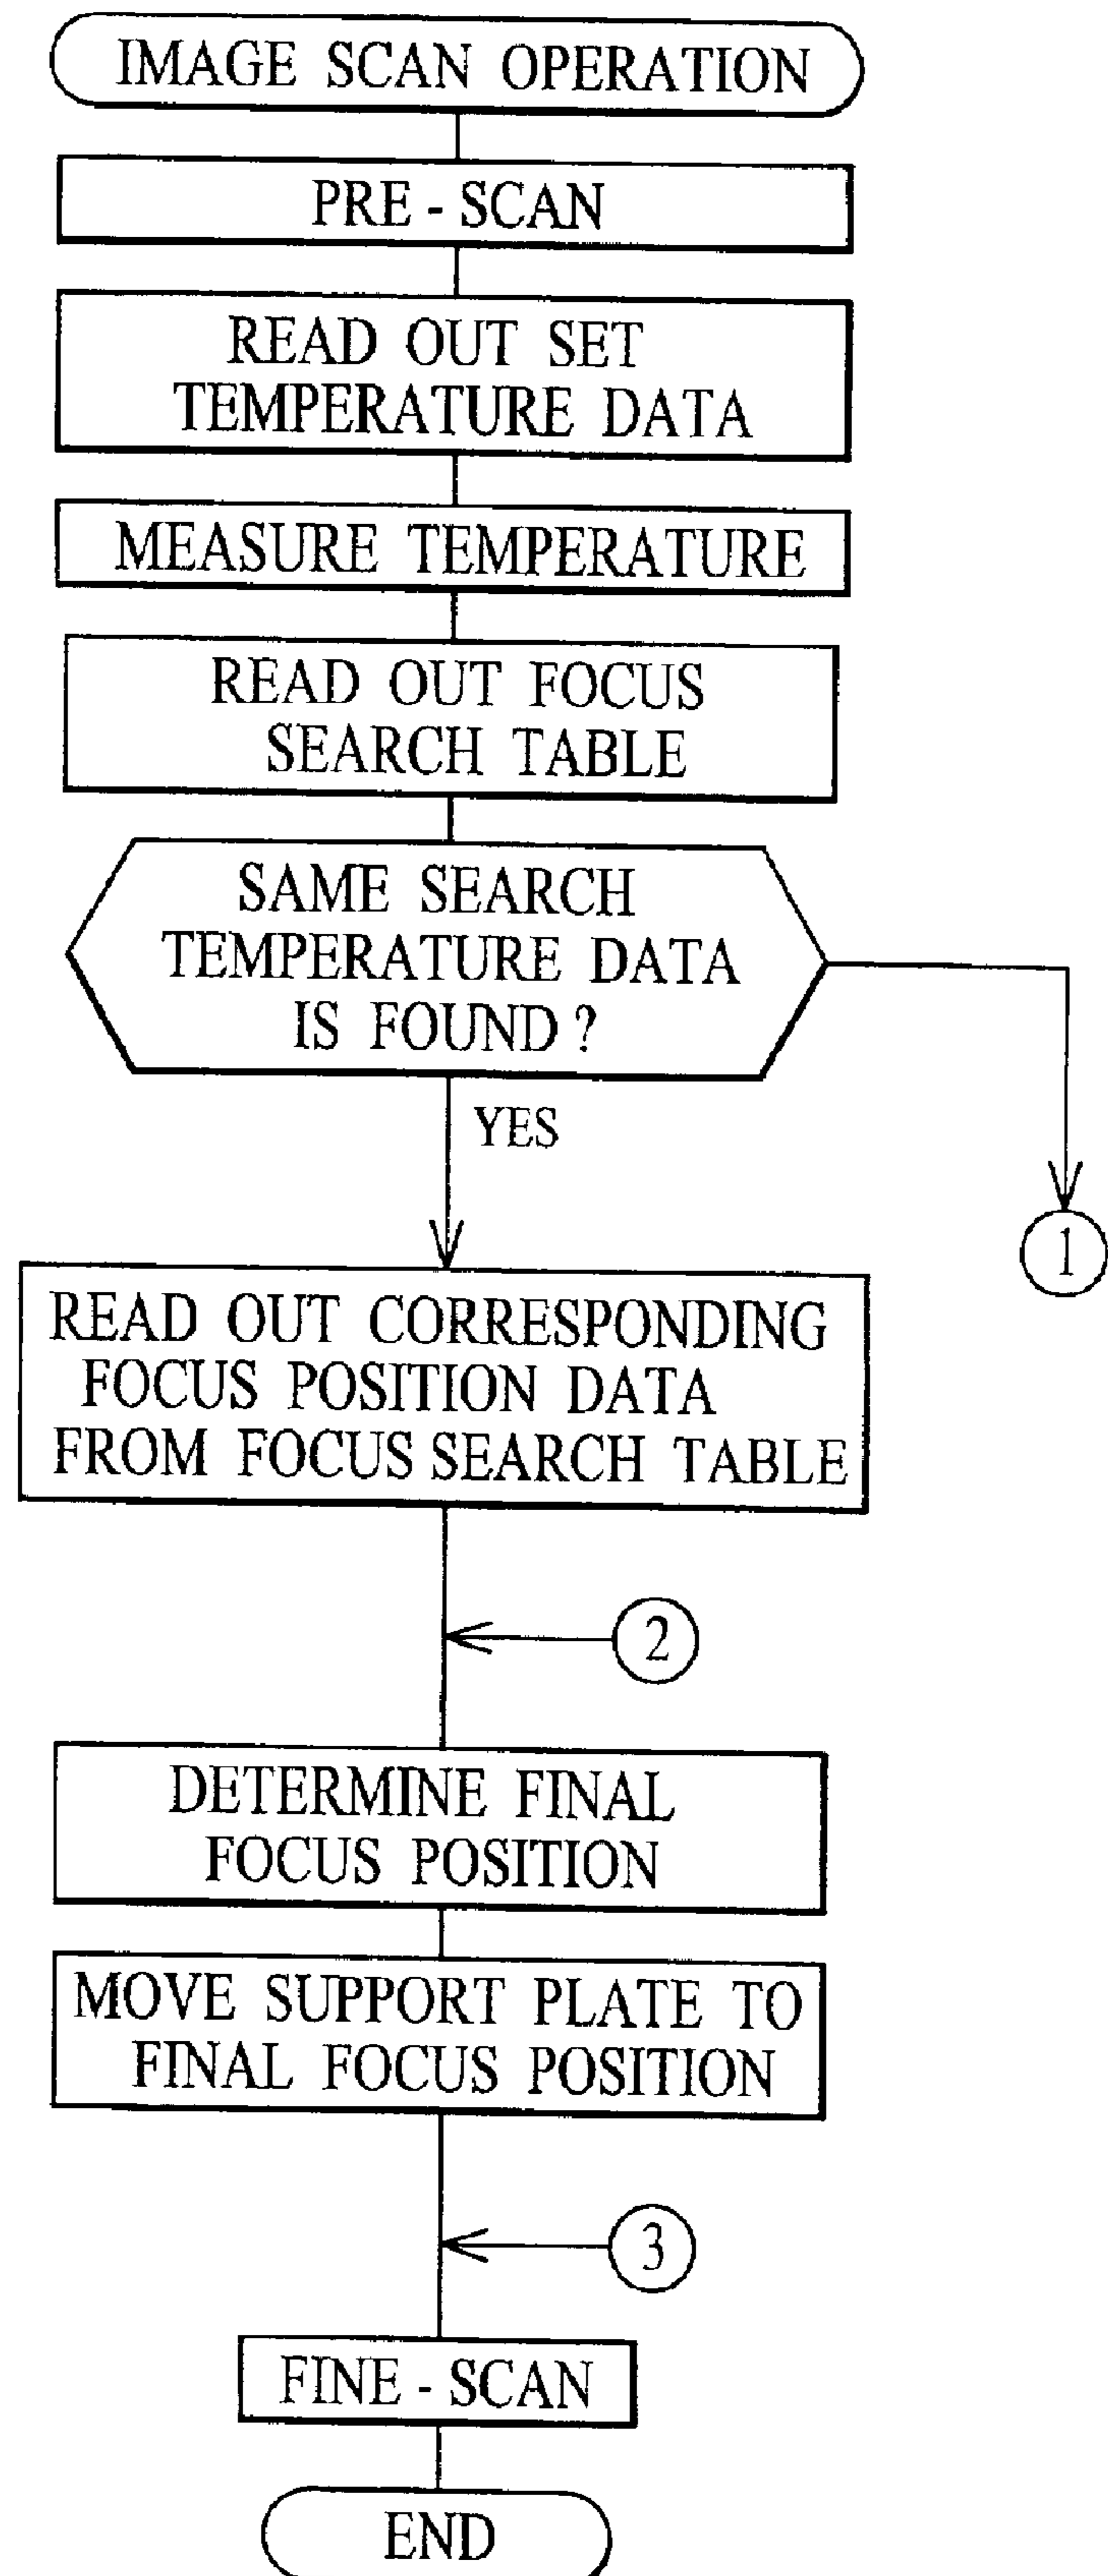 IMAGE SCAN OPERATION
PRE - SCAN
READ OUT SET
TEMPERATURE DATA
MEASURE TEMPERATURE
READ OUT FOCUS
SEARCH TABLE
SAME SEARCH
TEMPERATURE DATA
IS FOUND ?
YES
1
READ OUT CORRESPONDING
FOCUS POSITION DATA
FROM FOCUS SEARCH TABLE
2
DETERMINE FINAL
FOCUS POSITION
MOVE SUPPORT PLATE TO
FINAL FOCUS POSITION
3
FINE - SCAN
END